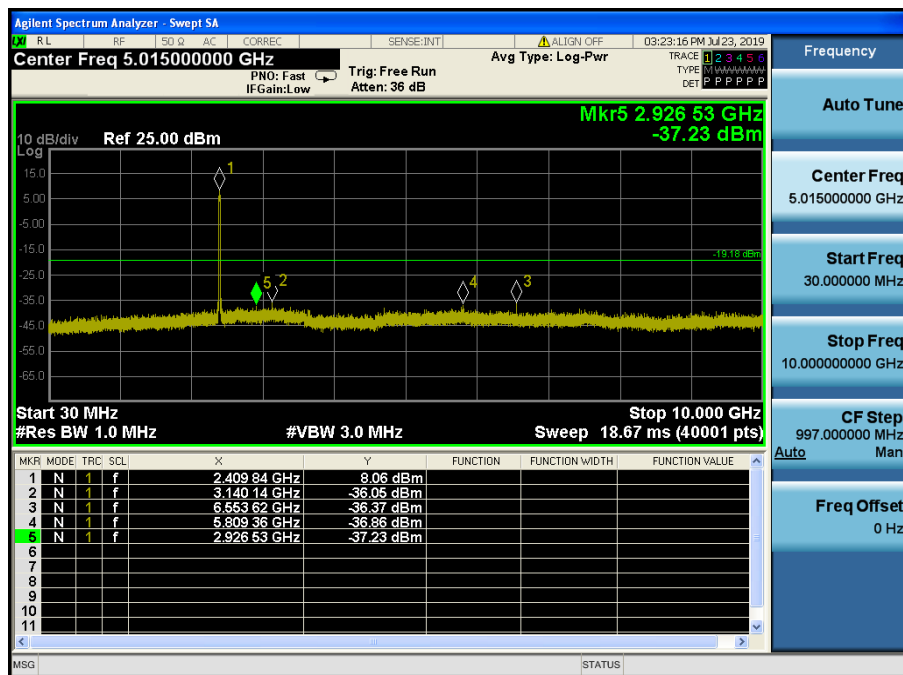 Agilent Spectrum Analyzer - Swept SA
LXI RL RF 50 Ω AC CORREC SENSE:INT ALIGN OFF 03:23:16 PM Jul 23, 2019
Center Freq 5.015000000 GHz
PNO: Fast
IFGain:Low
Trig: Free Run
Atten: 36 dB
Avg Type: Log-Pwr
TRACE 1 2 3 4 5 6
TYPE M WWWWW
DET P P P P P P
Mkr5 2.926 53 GHz
-37.23 dBm
10 dB/div Ref 25.00 dBm
Log
15.0
5.00
-5.00
-15.0
-25.0
-35.0
-45.0
-55.0
-65.0
1
-19.18 dBm
5 2 4 3
Start 30 MHz Stop 10.000 GHz
#Res BW 1.0 MHz #VBW 3.0 MHz Sweep 18.67 ms (40001 pts)
MKR MODE TRC SCL X Y FUNCTION FUNCTION WIDTH FUNCTION VALUE
1 N 1 f 2.409 84 GHz 8.06 dBm
2 N 1 f 3.140 14 GHz -36.05 dBm
3 N 1 f 6.553 62 GHz -36.37 dBm
4 N 1 f 5.809 36 GHz -36.86 dBm
5 N 1 f 2.926 53 GHz -37.23 dBm
6
7
8
9
10
11
MSG STATUS
Frequency
Auto Tune
Center Freq
5.015000000 GHz
Start Freq
30.000000 MHz
Stop Freq
10.000000000 GHz
CF Step
997.000000 MHz
Auto Man
Freq Offset
0 Hz